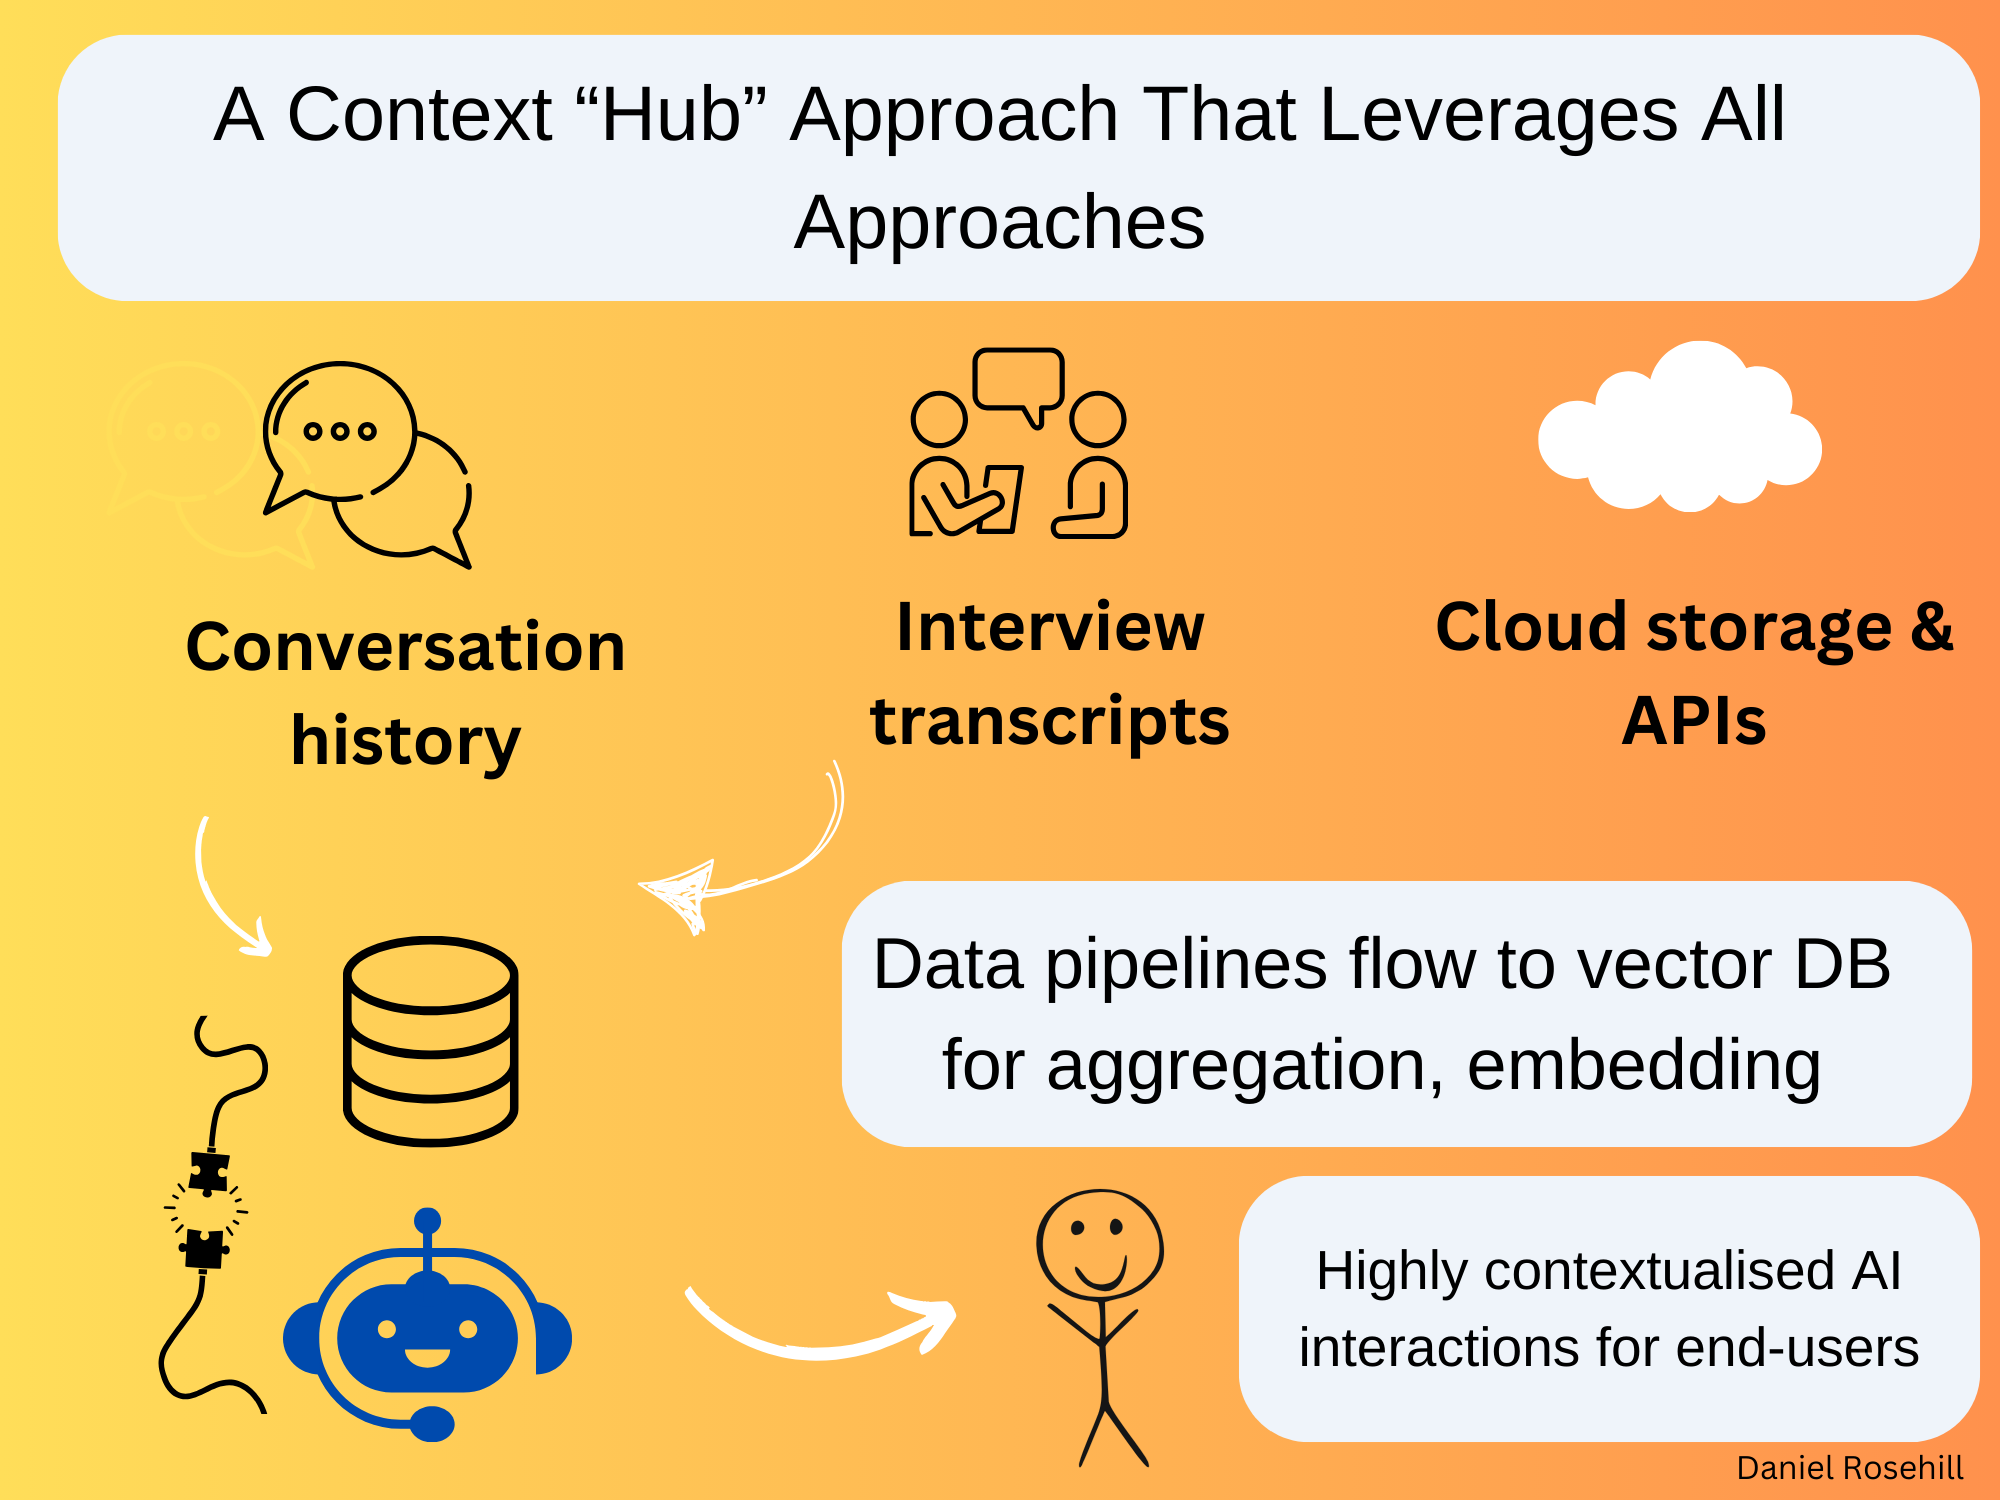 A Context “Hub” Approach That Leverages All
Approaches
Conversation
history
Interview
transcripts
Cloud storage &
APIs
Data pipelines flow to vector DB
for aggregation, embedding
Highly contextualised AI
interactions for end-users
Daniel Rosehill